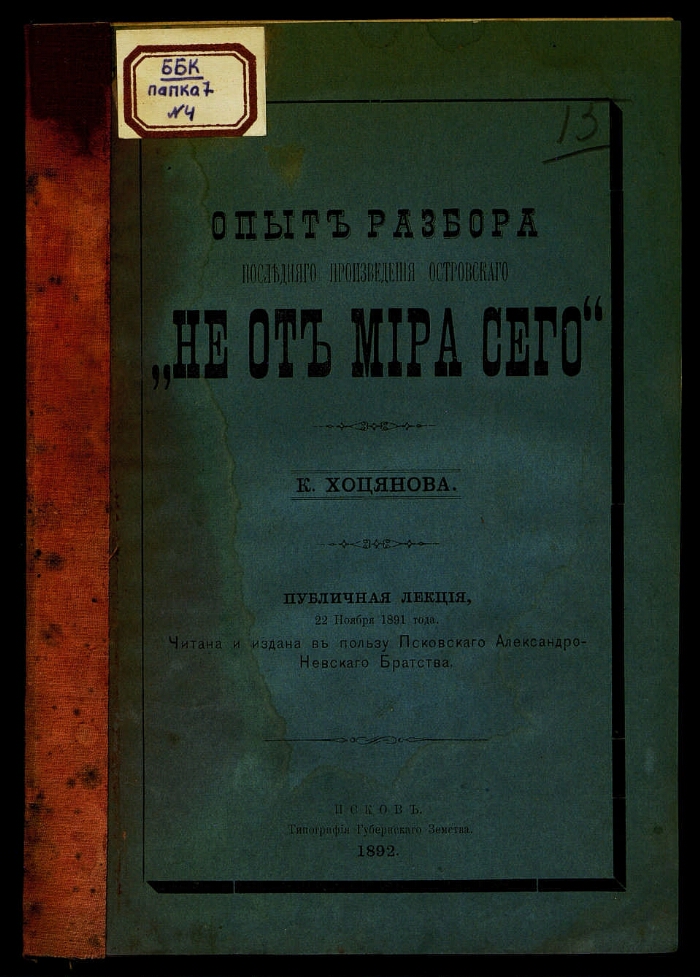 ББК
папка 7
№4
13
ОПЫТЪ РАЗБОРА
ПОСЛѢДНЯГО ПРОИЗВЕДЕНІЯ ОСТРОВСКАГО
„НЕ ОТЪ МІРА СЕГО“
К. ХОЦЯНОВА.
ПУБЛИЧНАЯ ЛЕКЦІЯ,
22 Ноября 1891 года.
Читана и издана въ пользу Псковскаго Александро-
Невскаго Братства.
ПСКОВЪ.
Типографія Губернскаго Земства.
1892.